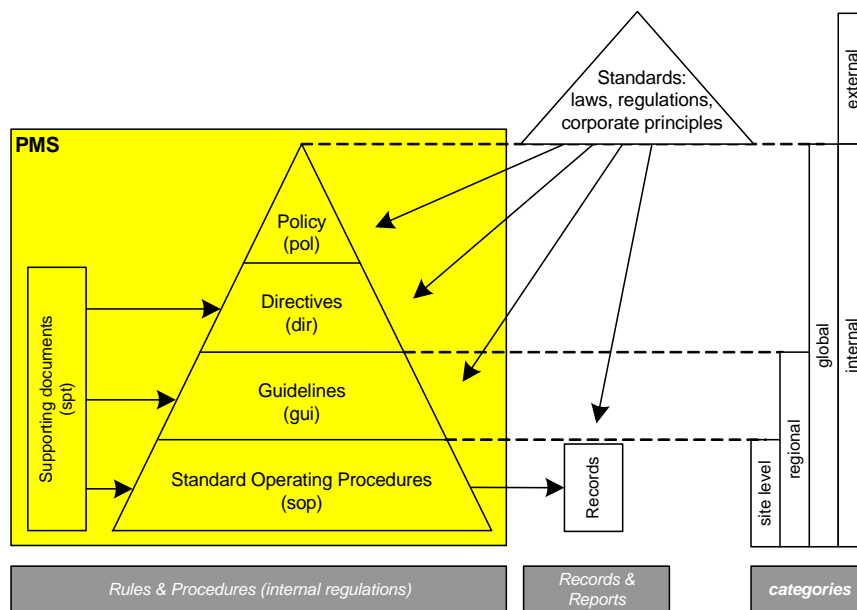 Standards:
laws, regulations,
corporate principles
external
PMS
Policy
(pol)
Directives
(dir)
Guidelines
(gui)
Standard Operating Procedures
(sop)
Supporting documents
(spt)
Records
site level
regional
global
internal
Rules & Procedures (internal regulations)
Records &
Reports
categories